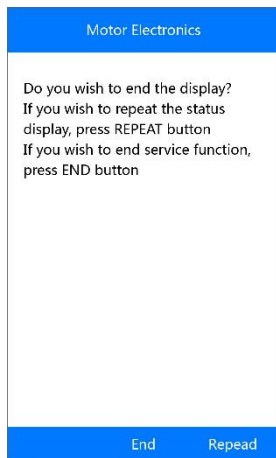 Motor Electronics
Do you wish to end the display?
If you wish to repeat the status
display, press REPEAT button
If you wish to end service function,
press END button
End Repead